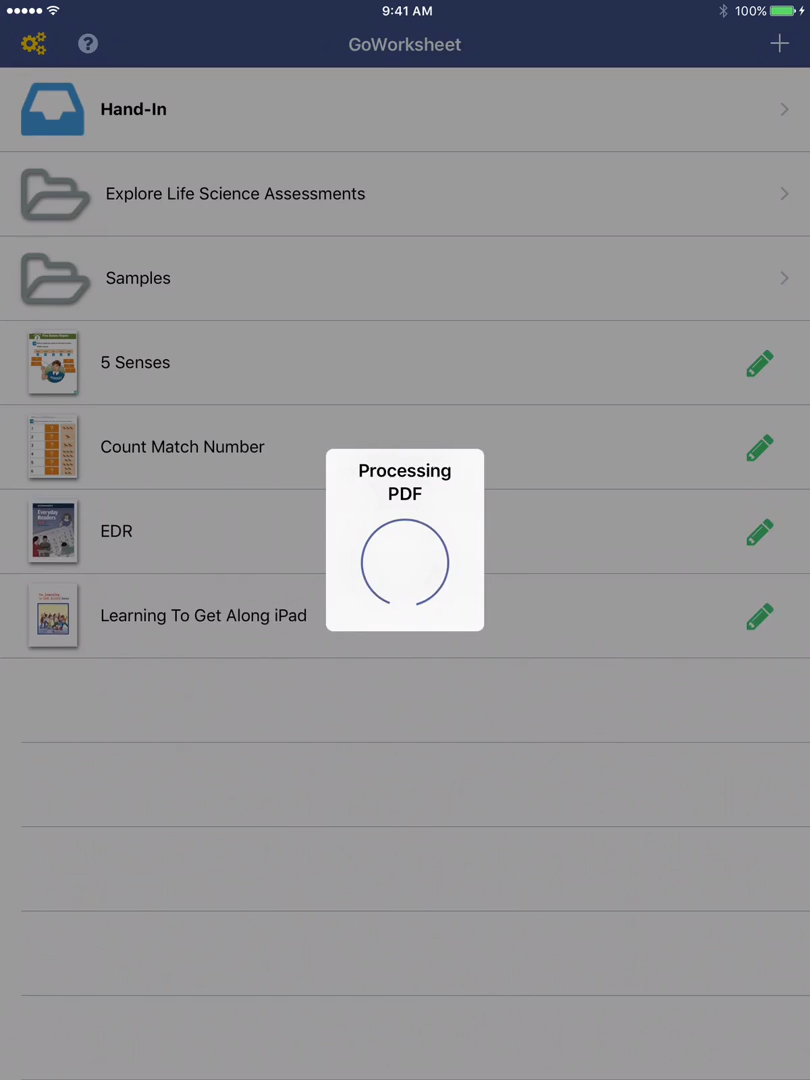 9:41 AM
100%
GoWorksheet
Hand-In
Explore Life Science Assessments
Samples
5 Senses
Count Match Number
EDR
Learning To Get Along iPad
Processing
PDF